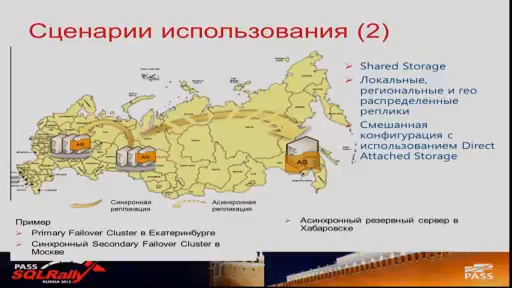 Сценарии использования (2)
➢ Shared Storage
➢ Локальные,
региональные и гео
распределенные
реплики
➢ Смешанная
конфигурация с
использованием Direct
Attached Storage
AG
AG
AG
Синхронная
репликация
Асинхронная
репликация
Пример
➢ Primary Failover Cluster в Екатеринбурге
➢ Синхронный Secondary Failover Cluster в
Москве
➢ Асинхронный резервный сервер в
Хабаровске
PASS
SQLRally
RUSSIA 2011
PASS